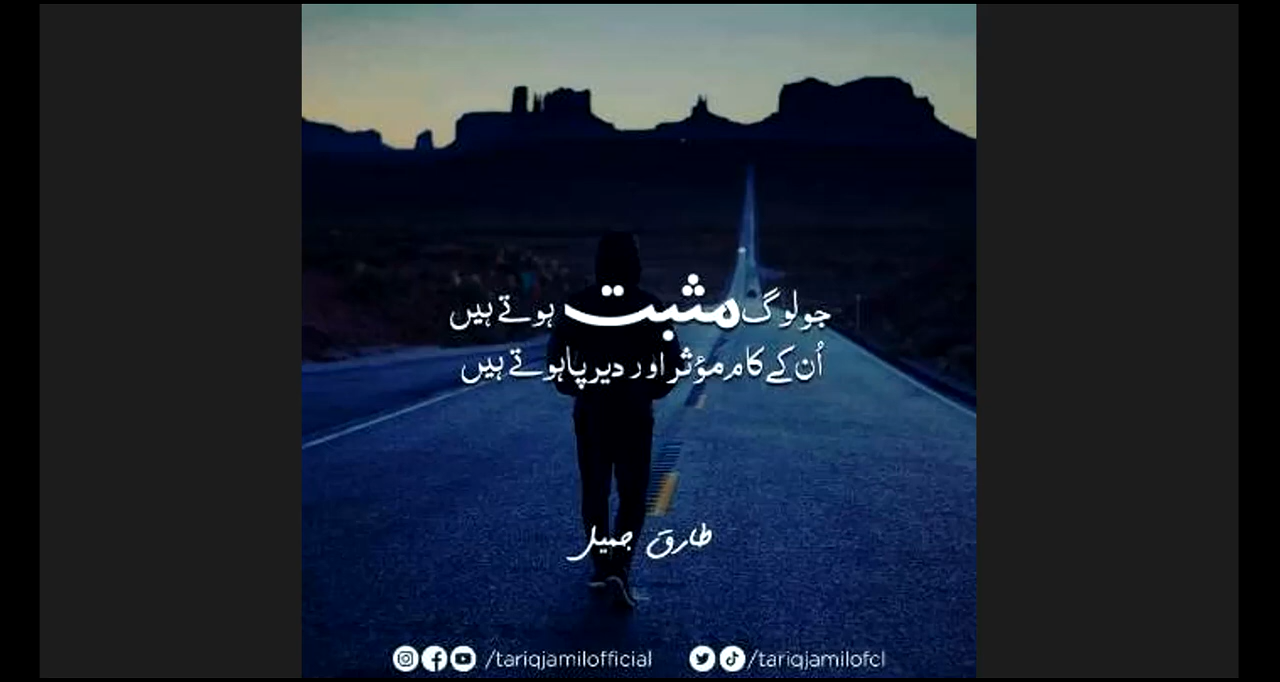 جو لوگ مثبت ہوتے ہیں
اُن کے کام مؤثر اور دیرپا ہوتے ہیں
طارق جمیل
/tariqjamilofficial /tariqjamilofcl